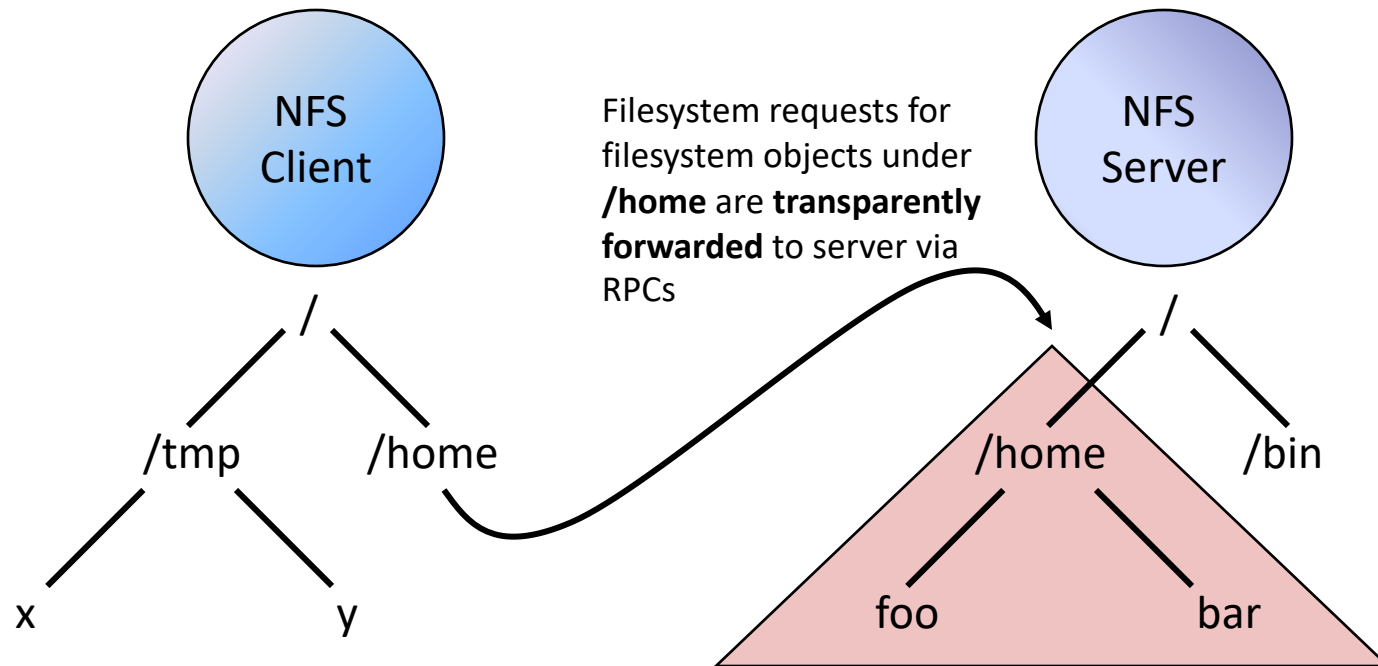 NFS
Client
Filesystem requests for
filesystem objects under
/home are transparently
forwarded to server via
RPCs
NFS
Server
/
/
/tmp
/home
/home
/bin
x
y
foo
bar